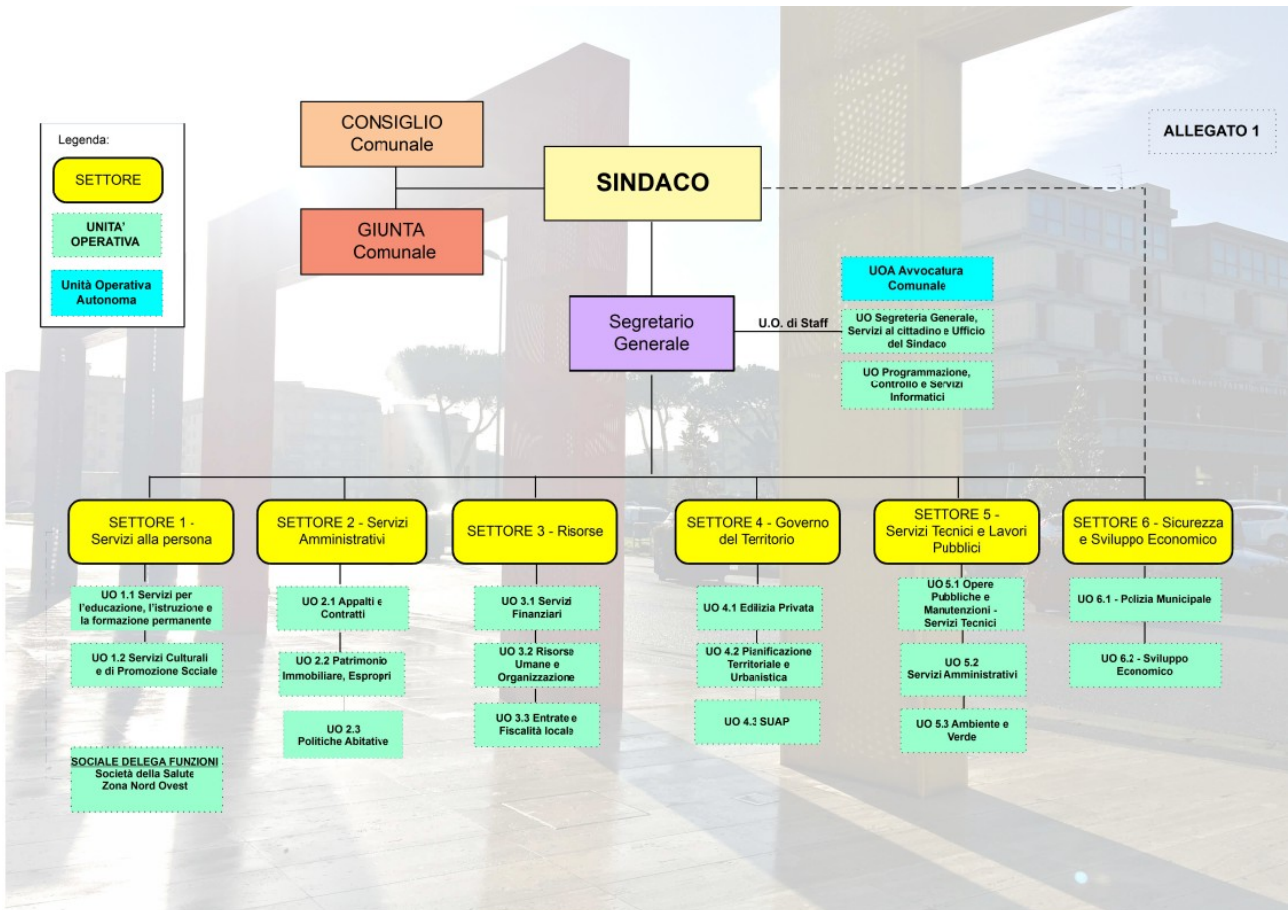 Legenda:
SETTORE
UNITA'
OPERATIVA
Unità Operativa
Autonoma
CONSIGLIO
Comunale
GIUNTA
Comunale
SINDACO
ALLEGATO 1
Segretario
Generale
U.O. di Staff
UOA Avvocatura
Comunale
UO Segreteria Generale,
Servizi al cittadino e Ufficio
del Sindaco
UO Programmazione,
Controllo e Servizi
Informatici
SETTORE 1 -
Servizi alla persona
UO 1.1 Servizi per
l'educazione, l'istruzione e
la formazione permanente
UO 1.2 Servizi Culturali
e di Promozione Sociale
SOCIALE DELEGA FUNZIONI
Società della Salute
Zona Nord Ovest
SETTORE 2 - Servizi
Amministrativi
UO 2.1 Appalti e
Contratti
UO 2.2 Patrimonio
Immobiliare, Espropri
UO 2.3
Politiche Abitative
SETTORE 3 - Risorse
UO 3.1 Servizi
Finanziari
UO 3.2 Risorse
Umane e
Organizzazione
UO 3.3 Entrate e
Fiscalità locale
SETTORE 4 - Governo
del Territorio
UO 4.1 Edilizia Privata
UO 4.2 Pianificazione
Territoriale e
Urbanistica
UO 4.3 SUAP
SETTORE 5 -
Servizi Tecnici e Lavori
Pubblici
UO 5.1 Opere
Pubbliche e
Manutenzioni -
Servizi Tecnici
UO 5.2
Servizi Amministrativi
UO 5.3 Ambiente e
Verde
SETTORE 6 - Sicurezza
e Sviluppo Economico
UO 6.1 - Polizia Municipale
UO 6.2 - Sviluppo
Economico